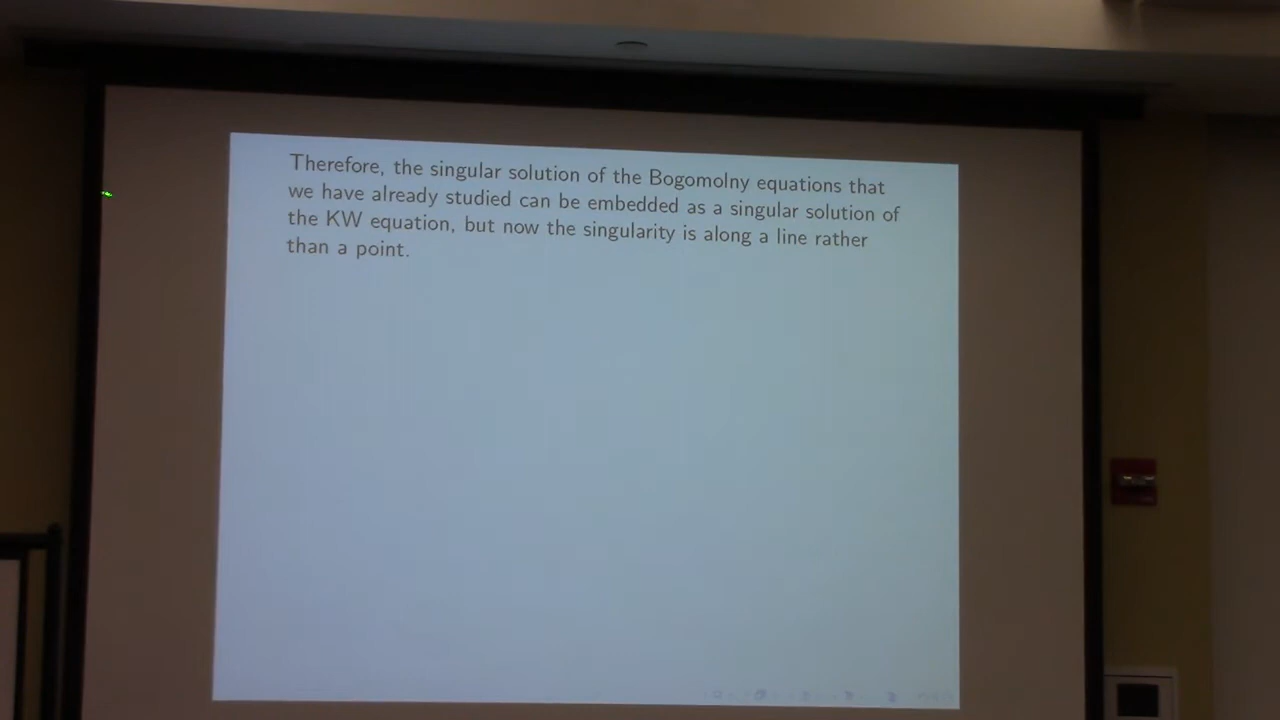 Therefore, the singular solution of the Bogomolny equations that
we have already studied can be embedded as a singular solution of
the KW equation, but now the singularity is along a line rather
than a point.